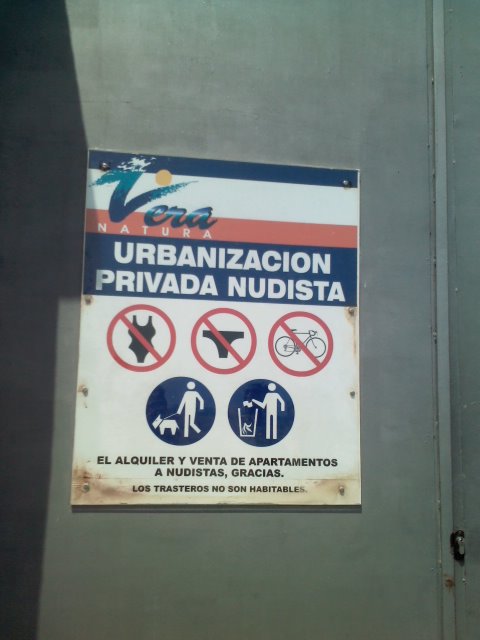 Vera
NATURA
URBANIZACION
PRIVADA NUDISTA
EL ALQUILER Y VENTA DE APARTAMENTOS
A NUDISTAS, GRACIAS.
LOS TRASTEROS NO SON HABITABLES.